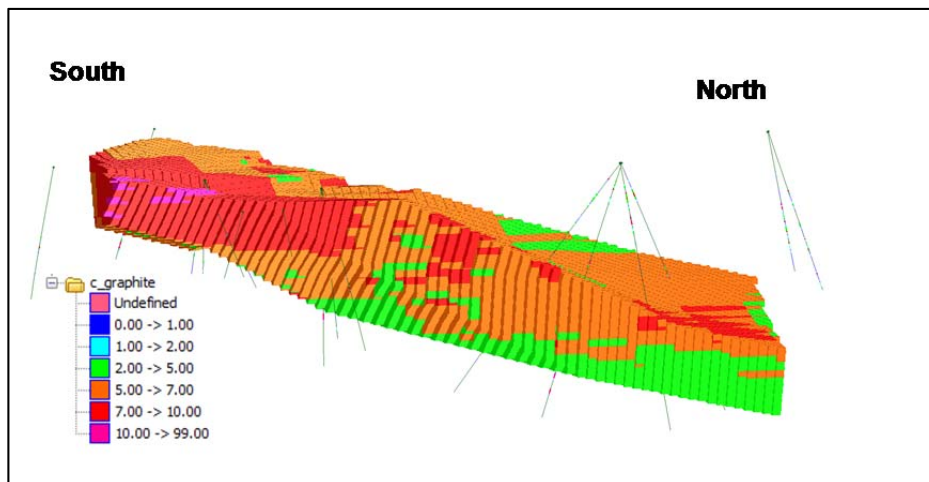 South
North
c_graphite
Undefined
0.00 -> 1.00
1.00 -> 2.00
2.00 -> 5.00
5.00 -> 7.00
7.00 -> 10.00
10.00 -> 99.00